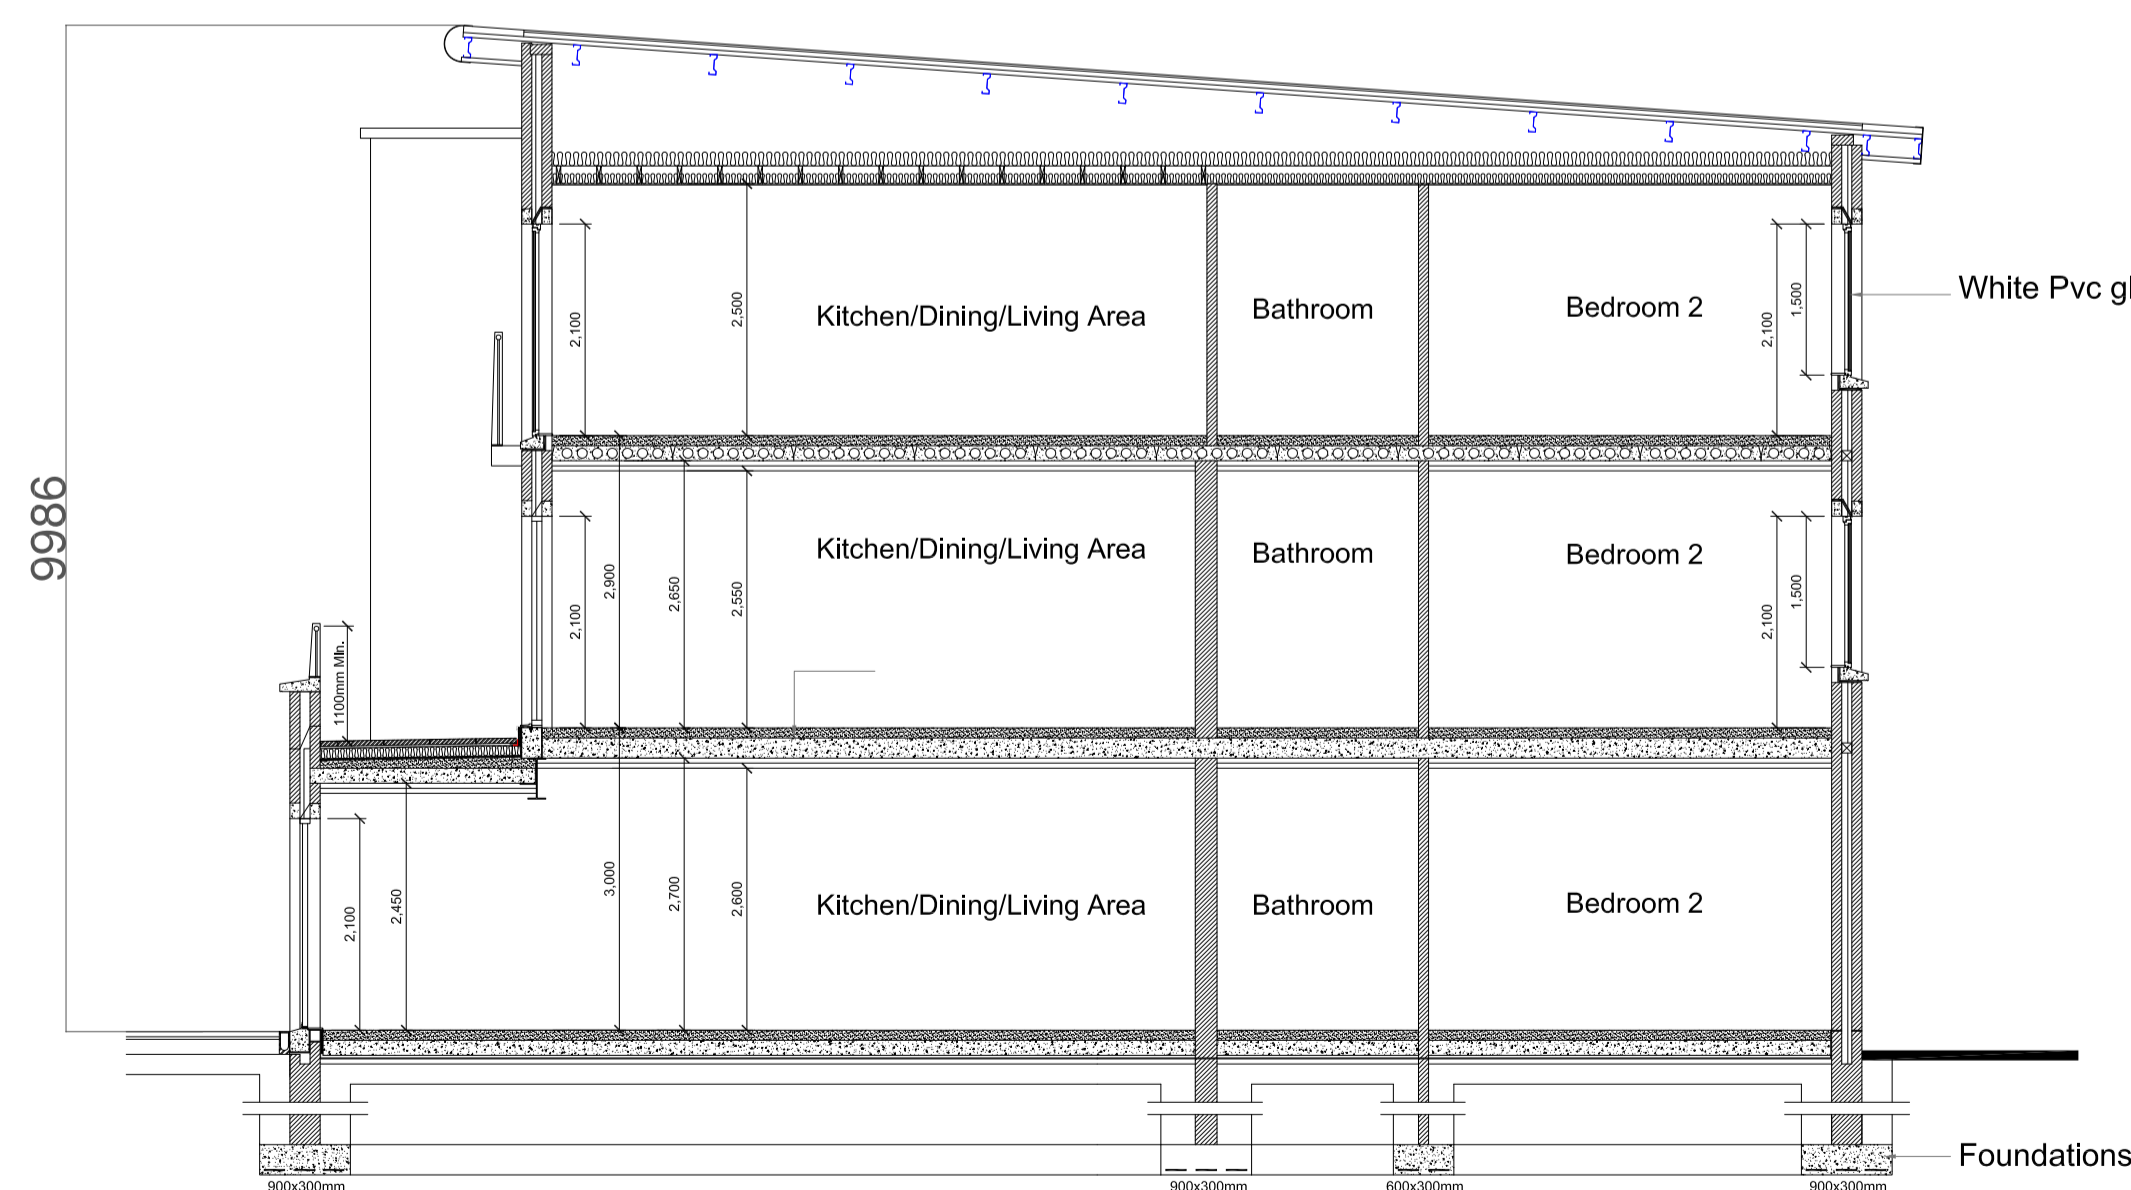 9986
2,100
2,500
Kitchen/Dining/Living Area
Bathroom
Bedroom 2
2,100
1,500
White Pvc gl
2,100
2,900
2,650
2,550
Kitchen/Dining/Living Area
Bathroom
Bedroom 2
2,100
1,500
1100mm Min.
2,100
2,450
3,000
2,700
2,600
Kitchen/Dining/Living Area
Bathroom
Bedroom 2
Foundations
900x300mm
900x300mm
600x300mm
900x300mm